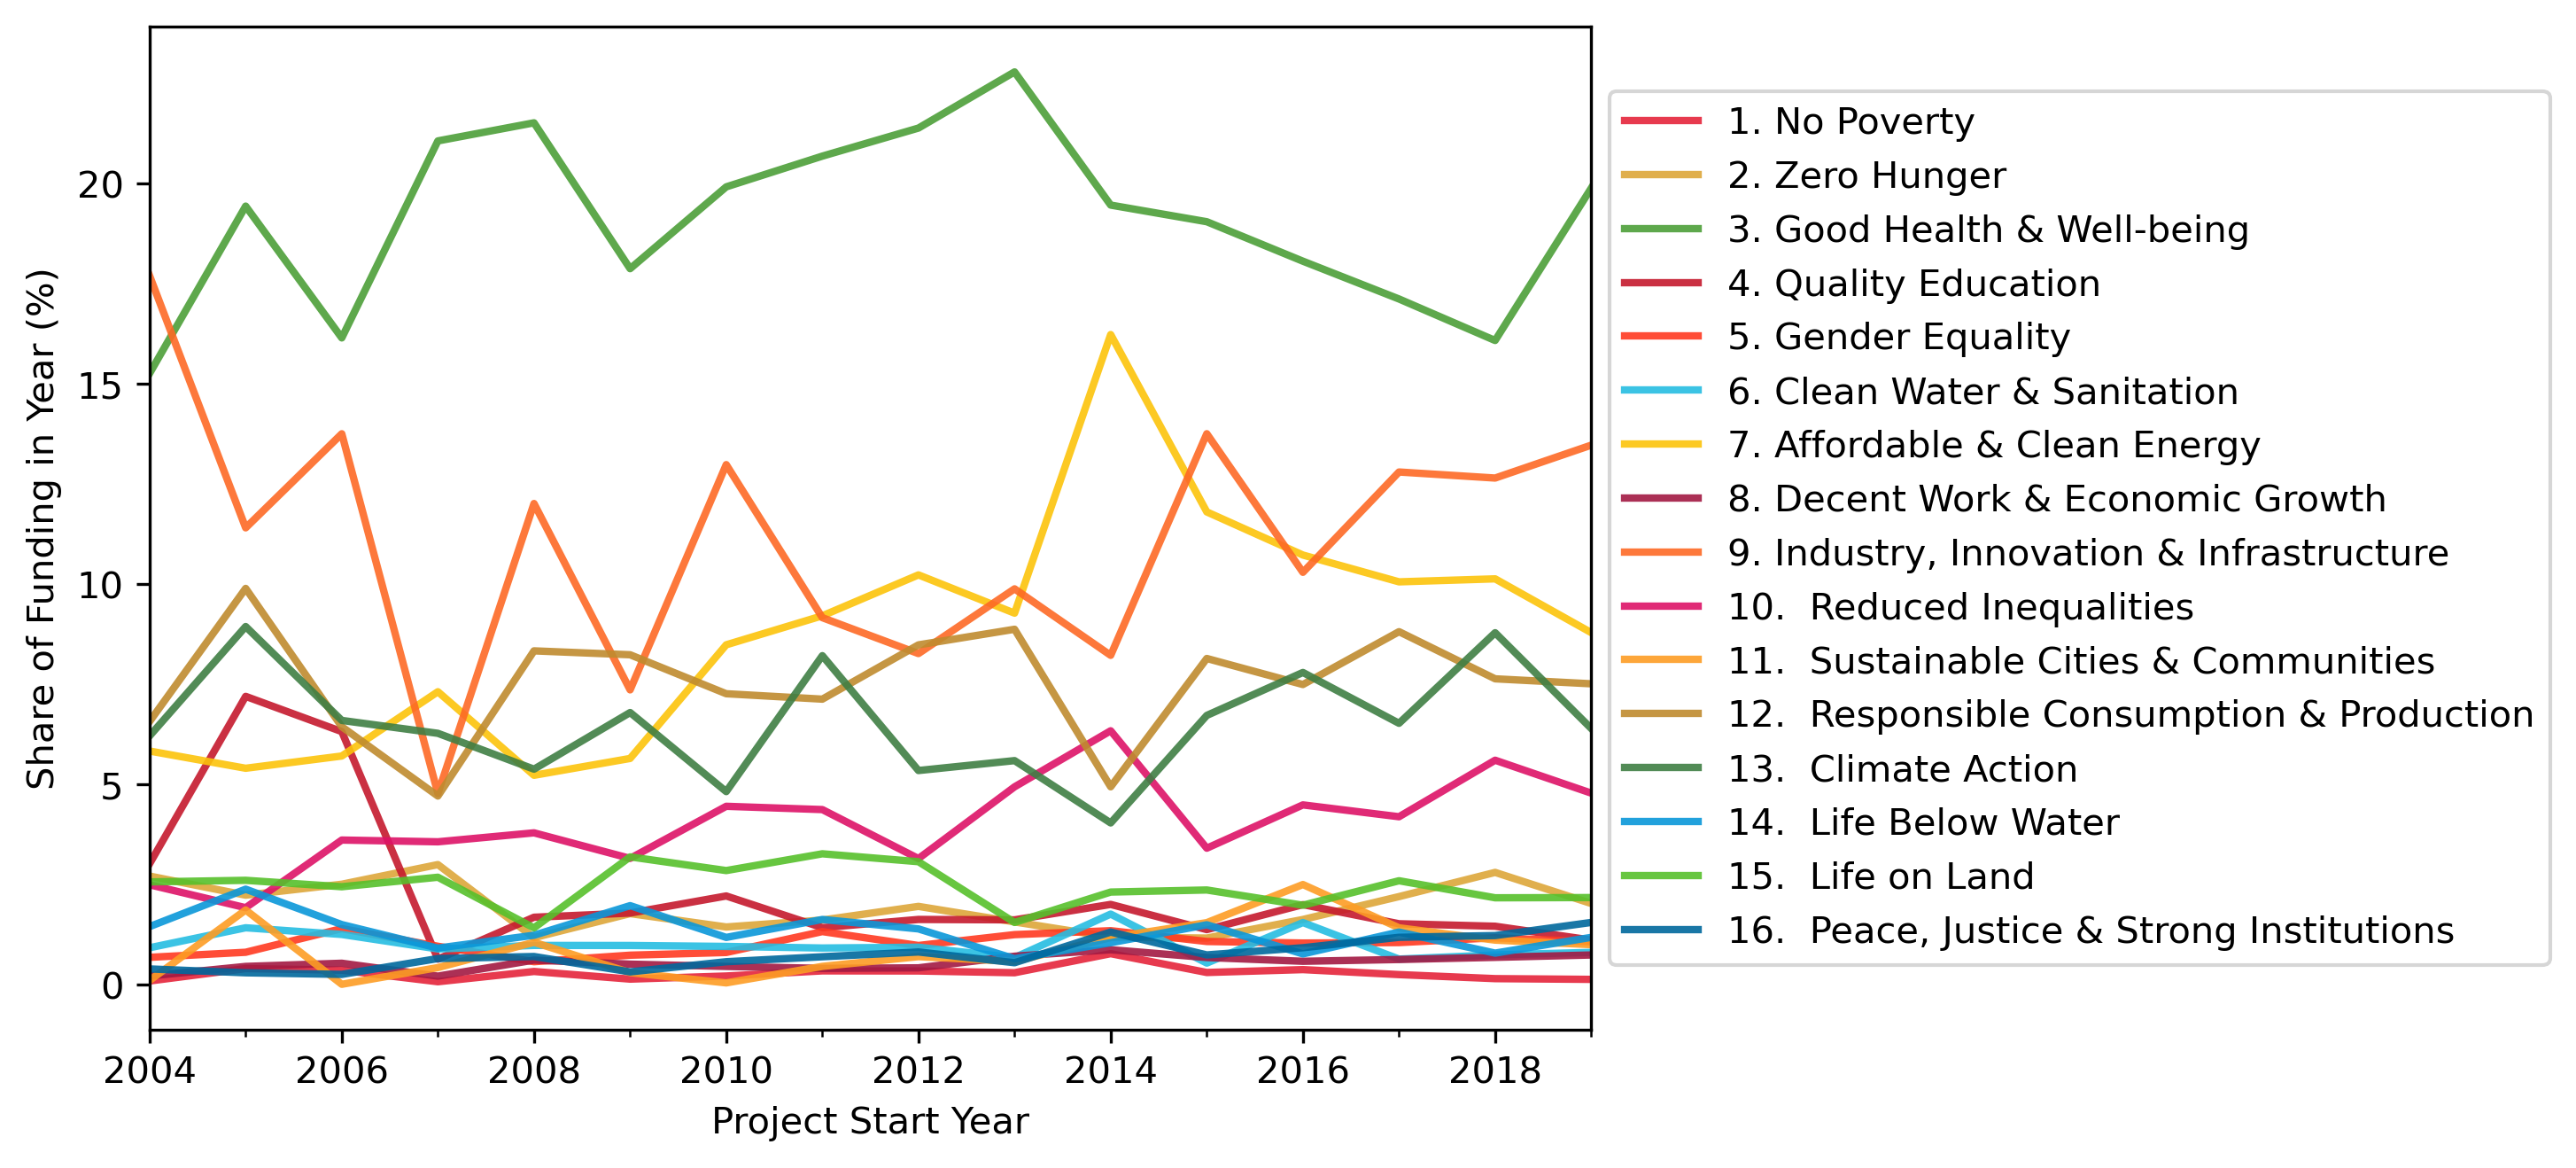 Share of Funding in Year (%)
20
15
10
5
0
2004 2006 2008 2010 2012 2014 2016 2018
Project Start Year
1. No Poverty
2. Zero Hunger
3. Good Health & Well-being
4. Quality Education
5. Gender Equality
6. Clean Water & Sanitation
7. Affordable & Clean Energy
8. Decent Work & Economic Growth
9. Industry, Innovation & Infrastructure
10.  Reduced Inequalities
11.  Sustainable Cities & Communities
12.  Responsible Consumption & Production
13.  Climate Action
14.  Life Below Water
15.  Life on Land
16.  Peace, Justice & Strong Institutions